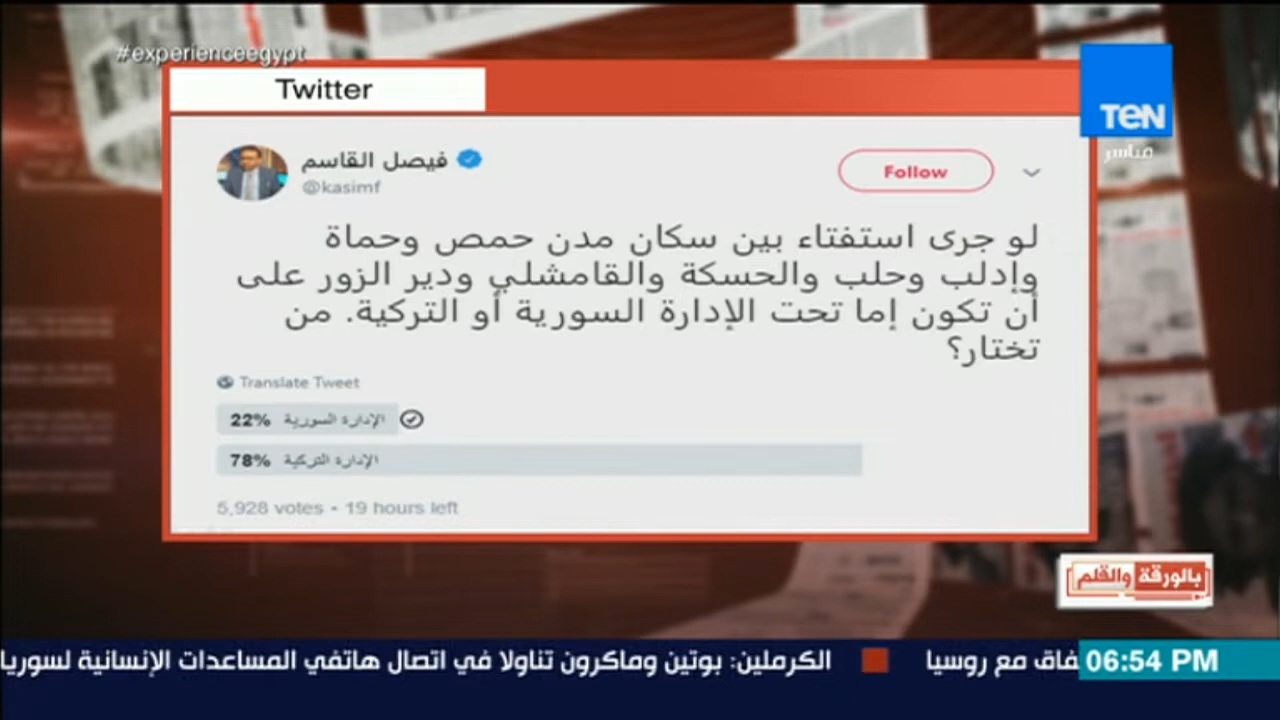 #experienceegypt
Twitter
TEN
مباشر
فيصل القاسم
@kasimf
Follow
لو جرى استفتاء بين سكان مدن حمص وحماة
وإدلب وحلب والحسكة والقامشلي ودير الزور على
أن تكون إما تحت الإدارة السورية أو التركية. من
تختار؟
Translate Tweet
22% الإدارة السورية
78% الإدارة التركية
5,928 votes • 19 hours left
بالورقة والقلم
فاق مع روسيا الكرملين: بوتين وماكرون تناولا في اتصال هاتفي المساعدات الإنسانية لسوريا
06:54 PM